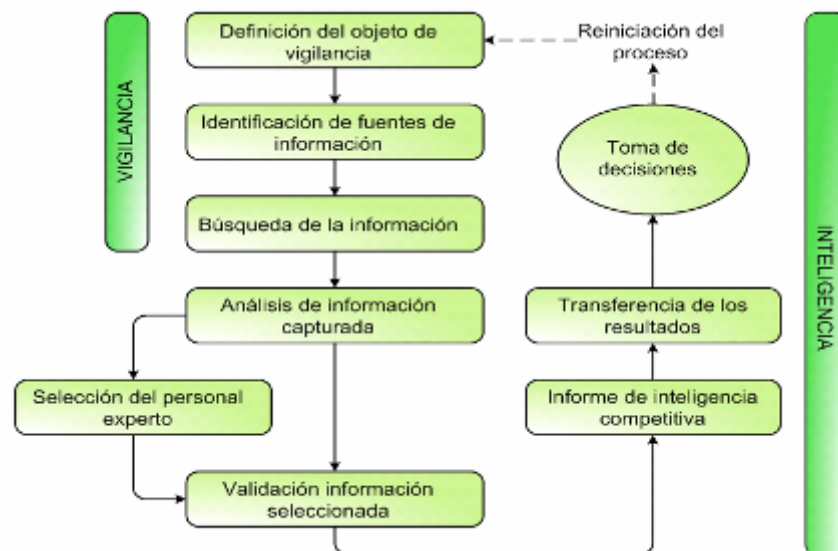 VIGILANCIA
Definición del objeto de
vigilancia
Identificación de fuentes de
información
Búsqueda de la información
Análisis de información
capturada
Selección del personal
experto
Validación información
seleccionada
Informe de inteligencia
competitiva
Transferencia de los
resultados
Toma de
decisiones
Reiniciación del
proceso
INTELIGENCIA